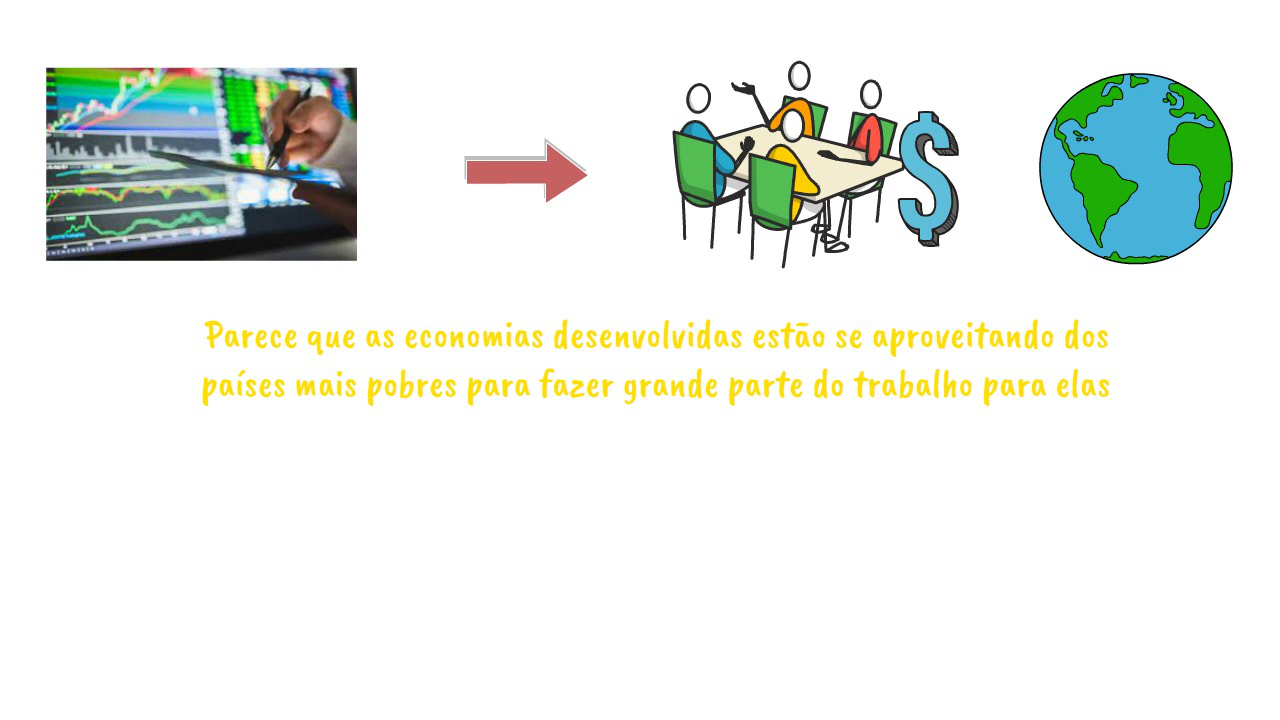 Parece que as economias desenvolvidas estão se aproveitando dos
países mais pobres para fazer grande parte do trabalho para elas